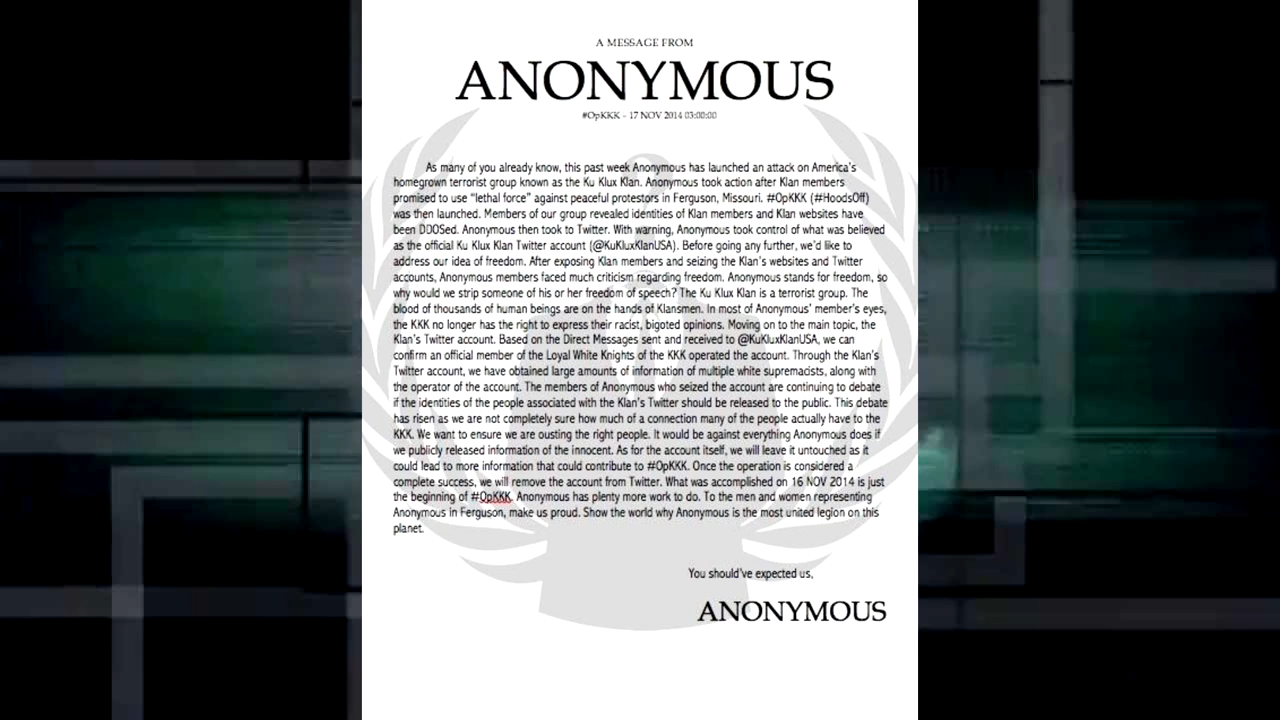 A MESSAGE FROM
ANONYMOUS
#OpKKK - 17 NOV 2014 03:00:00
As many of you already know, this past week Anonymous has launched an attack on America's
homegrown terrorist group known as the Ku Klux Klan. Anonymous took action after Klan members
promised to use "lethal force" against peaceful protestors in Ferguson, Missouri. #OpKKK (#HoodsOff)
was then launched. Members of our group revealed identities of Klan members and Klan websites have
been DDOSed. Anonymous then took to Twitter. With warning, Anonymous took control of what was believed
as the official Ku Klux Klan Twitter account (@KuKluxKlanUSA). Before going any further, we'd like to
address our idea of freedom. After exposing Klan members and seizing the Klan's websites and Twitter
accounts, Anonymous members faced much criticism regarding freedom. Anonymous stands for freedom, so
why would we strip someone of his or her freedom of speech? The Ku Klux Klan is a terrorist group. The
blood of thousands of human beings are on the hands of Klansmen. In most of Anonymous' member's eyes,
the KKK no longer has the right to express their racist, bigoted opinions. Moving on to the main topic, the
Klan's Twitter account. Based on the Direct Messages sent and received to @KuKluxKlanUSA, we can
confirm an official member of the Loyal White Knights of the KKK operated the account. Through the Klan's
Twitter account, we have obtained large amounts of information of multiple white supremacists, along with
the operator of the account. The members of Anonymous who seized the account are continuing to debate
if the identities of the people associated with the Klan's Twitter should be released to the public. This debate
has risen as we are not completely sure how much of a connection many of the people actually have to the
KKK. We want to ensure we are ousting the right people. It would be against everything Anonymous does if
we publicly released information of the innocent. As for the account itself, we will leave it untouched as it
could lead to more information that could contribute to #OpKKK. Once the operation is considered a
complete success, we will remove the account from Twitter. What was accomplished on 16 NOV 2014 is just
the beginning of #OpKKK. Anonymous has plenty more work to do. To the men and women representing
Anonymous in Ferguson, make us proud. Show the world why Anonymous is the most united legion on this
planet.
You should've expected us,
ANONYMOUS